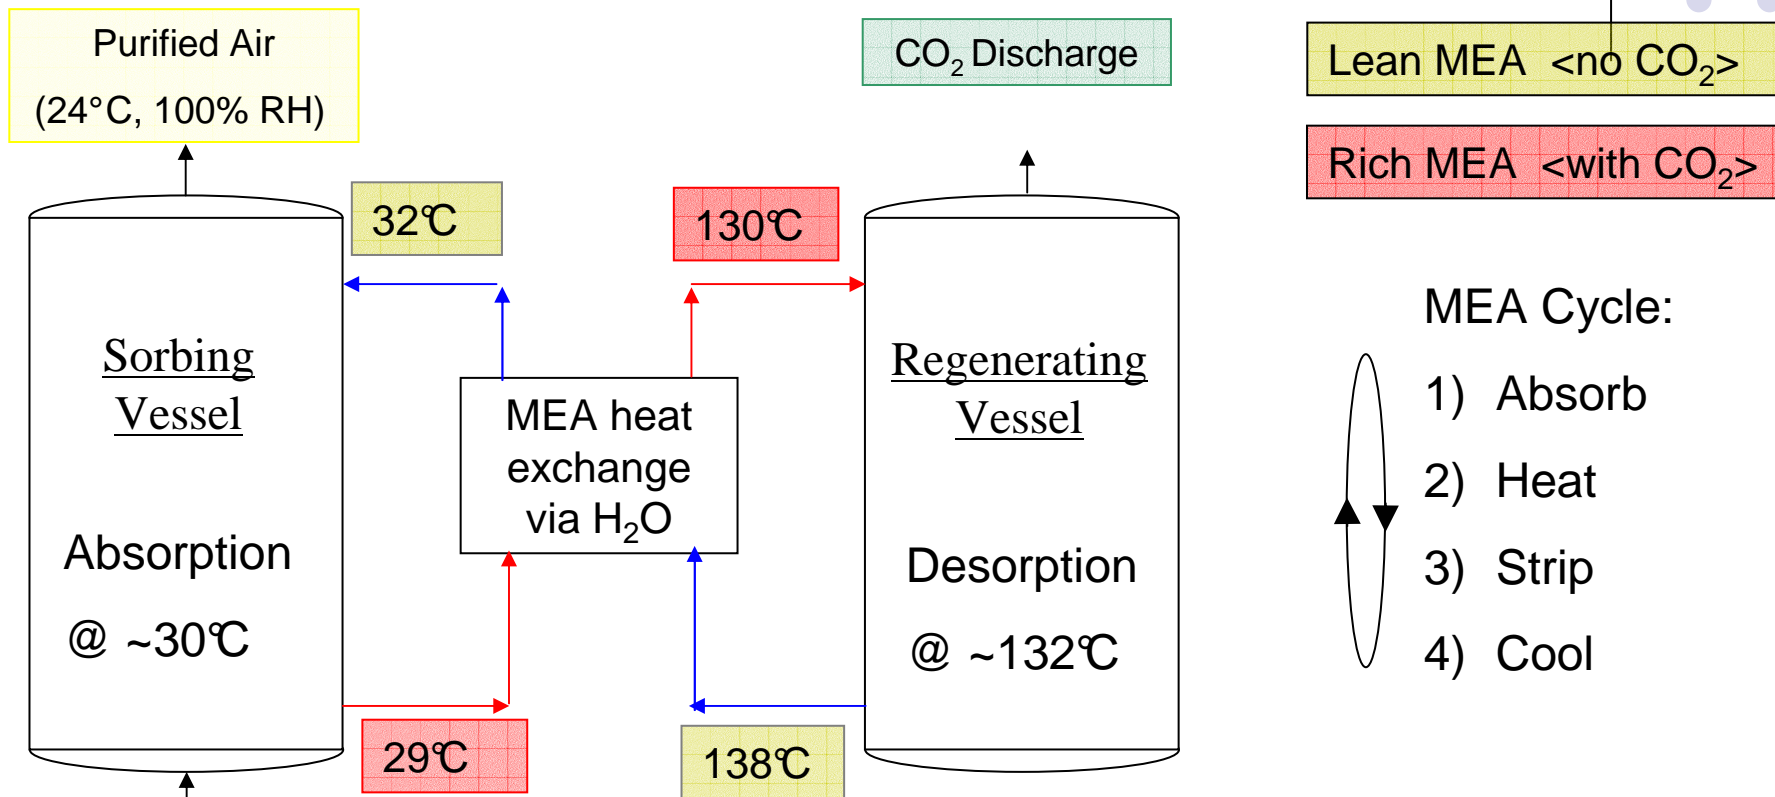 Purified Air
(24°C, 100% RH)
CO₂ Discharge
Lean MEA <no CO₂>
Rich MEA <with CO₂>
32°C
130°C
Sorbing
Vessel
Absorption
@ ~30°C
MEA heat
exchange
via H₂O
Regenerating
Vessel
Desorption
@ ~132°C
29°C
138°C
MEA Cycle:
1) Absorb
2) Heat
3) Strip
4) Cool